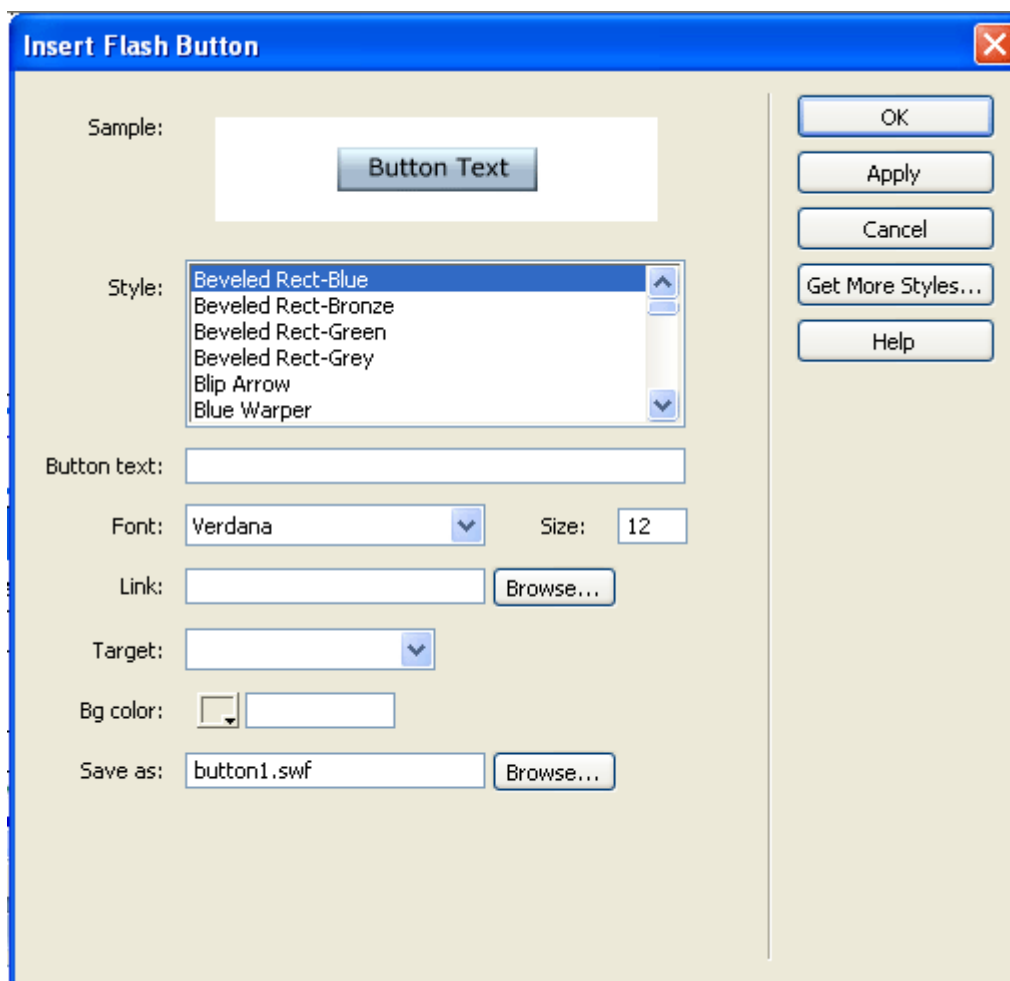 Insert Flash Button
Sample:
Button Text
OK
Apply
Cancel
Get More Styles...
Help
Style:
Beveled Rect-Blue
Beveled Rect-Bronze
Beveled Rect-Green
Beveled Rect-Grey
Blip Arrow
Blue Warper
Button text:
Font: Verdana Size: 12
Link: Browse...
Target:
Bg color:
Save as: button1.swf Browse...